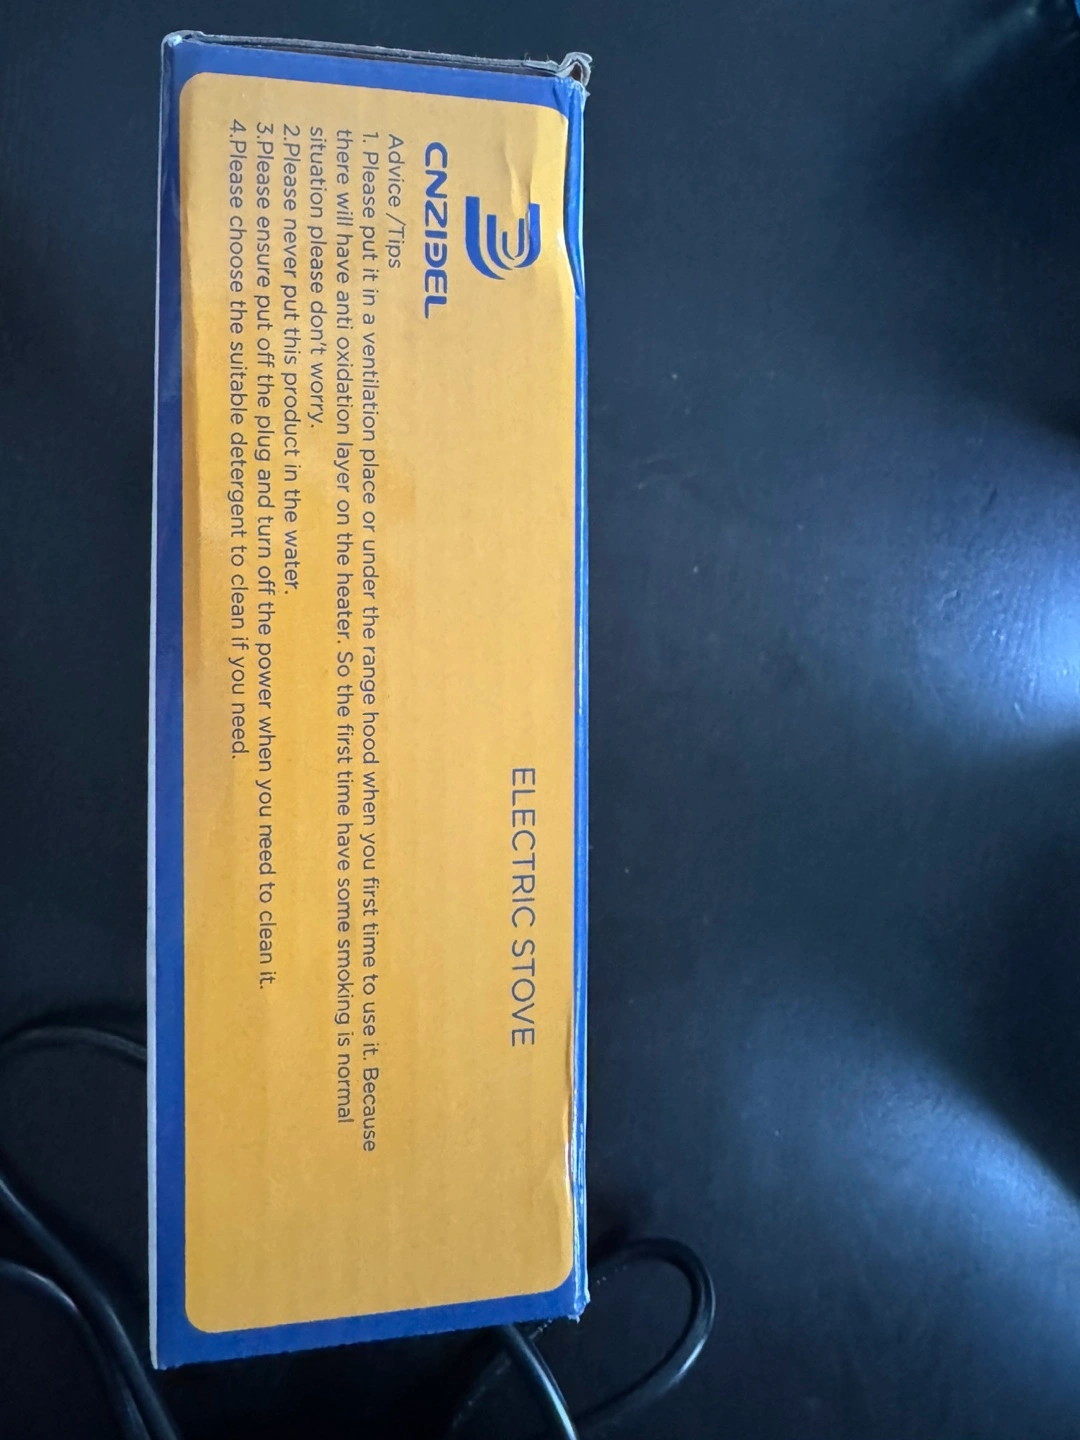 ELECTRIC STOVE
CNZIDEL
Advice /Tips
1. Please put it in a ventilation place or under the range hood when you first time to use it. Because
there will have anti oxidation layer on the heater. So the first time have some smoking is normal
situation please don't worry.
2.Please never put this product in the water.
3.Please ensure put off the plug and turn off the power when you need to clean it.
4.Please choose the suitable detergent to clean if you need.